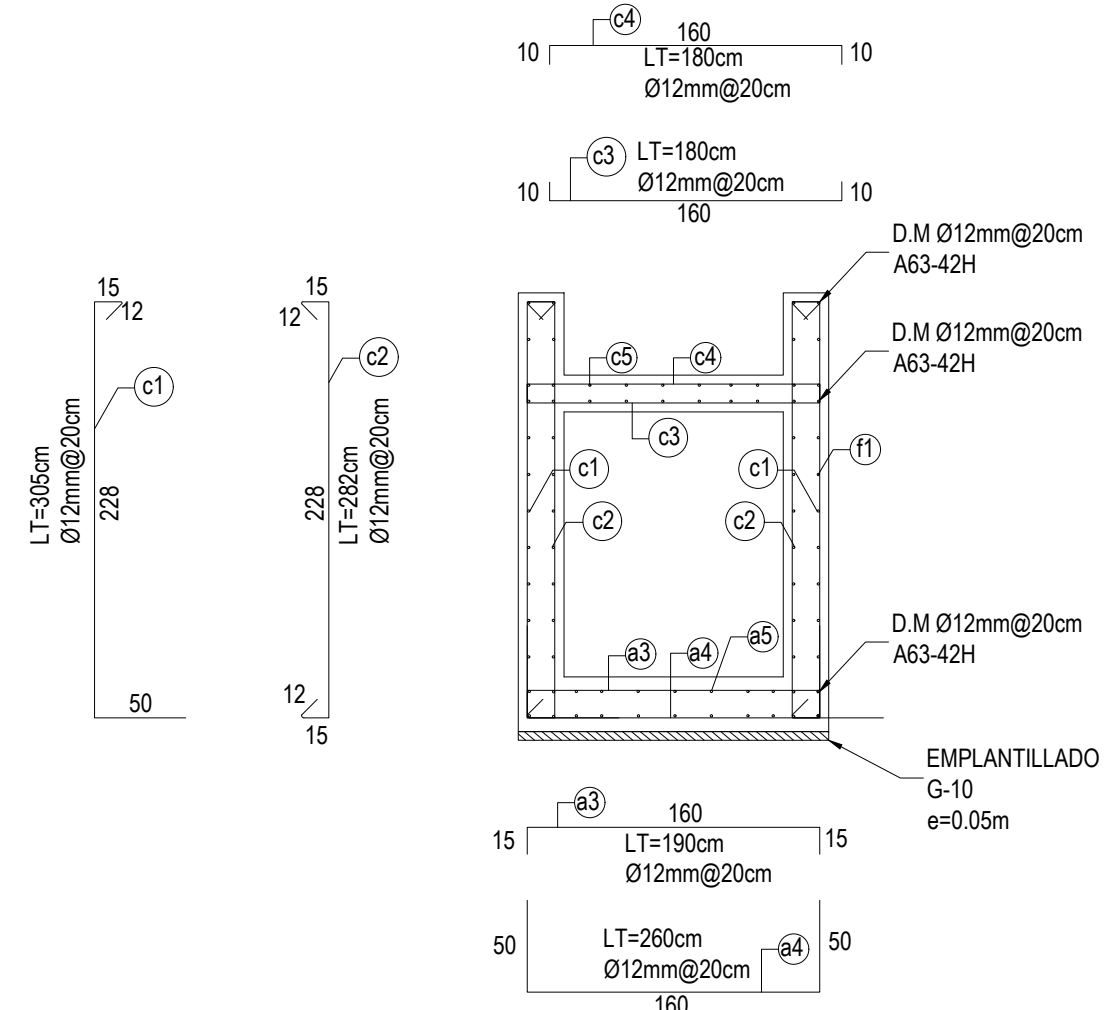 c4
160
10
10
LT=180cm
Ø12mm@20cm
c3
LT=180cm
Ø12mm@20cm
10
10
160
D.M Ø12mm@20cm
A63-42H
15
12
15
12
c1
c2
LT=305cm
Ø12mm@20cm
228
228
LT=282cm
Ø12mm@20cm
50
12
15
D.M Ø12mm@20cm
A63-42H
c5
c4
c3
f1
c1
c1
c2
c2
D.M Ø12mm@20cm
A63-42H
a3
a4
a5
EMPLANTILLADO
G-10
e=0.05m
a3
160
15
15
LT=190cm
Ø12mm@20cm
50
50
LT=260cm
Ø12mm@20cm
a4
160